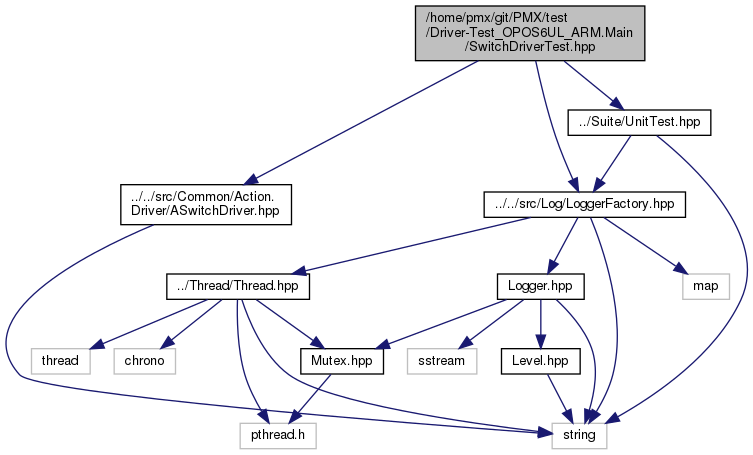 /home/pmx/git/PMX/test
/Driver-Test_OPOS6UL_ARM.Main
/SwitchDriverTest.hpp
../Suite/UnitTest.hpp
../../src/Common/Action.
Driver/ASwitchDriver.hpp
../../src/Log/LoggerFactory.hpp
../Thread/Thread.hpp
Logger.hpp
map
thread
chrono
Mutex.hpp
sstream
Level.hpp
pthread.h
string